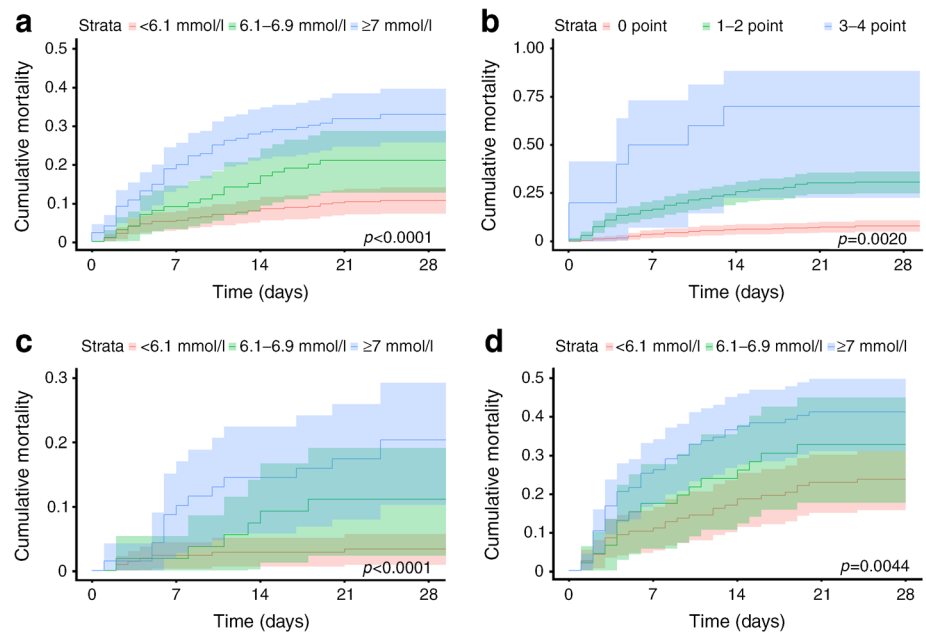 a
Strata <6.1 mmol/l 6.1–6.9 mmol/l ≥7 mmol/l
Cumulative mortality
0.5
0.4
0.3
0.2
0.1
0
p<0.0001
0 7 14 21 28
Time (days)
b
Strata 0 point 1–2 point 3–4 point
Cumulative mortality
1.00
0.75
0.50
0.25
0
p=0.0020
0 7 14 21 28
Time (days)
c
Strata <6.1 mmol/l 6.1–6.9 mmol/l ≥7 mmol/l
Cumulative mortality
0.3
0.2
0.1
0
p<0.0001
0 7 14 21 28
Time (days)
d
Strata <6.1 mmol/l 6.1–6.9 mmol/l ≥7 mmol/l
Cumulative mortality
0.5
0.4
0.3
0.2
0.1
0
p=0.0044
0 7 14 21 28
Time (days)